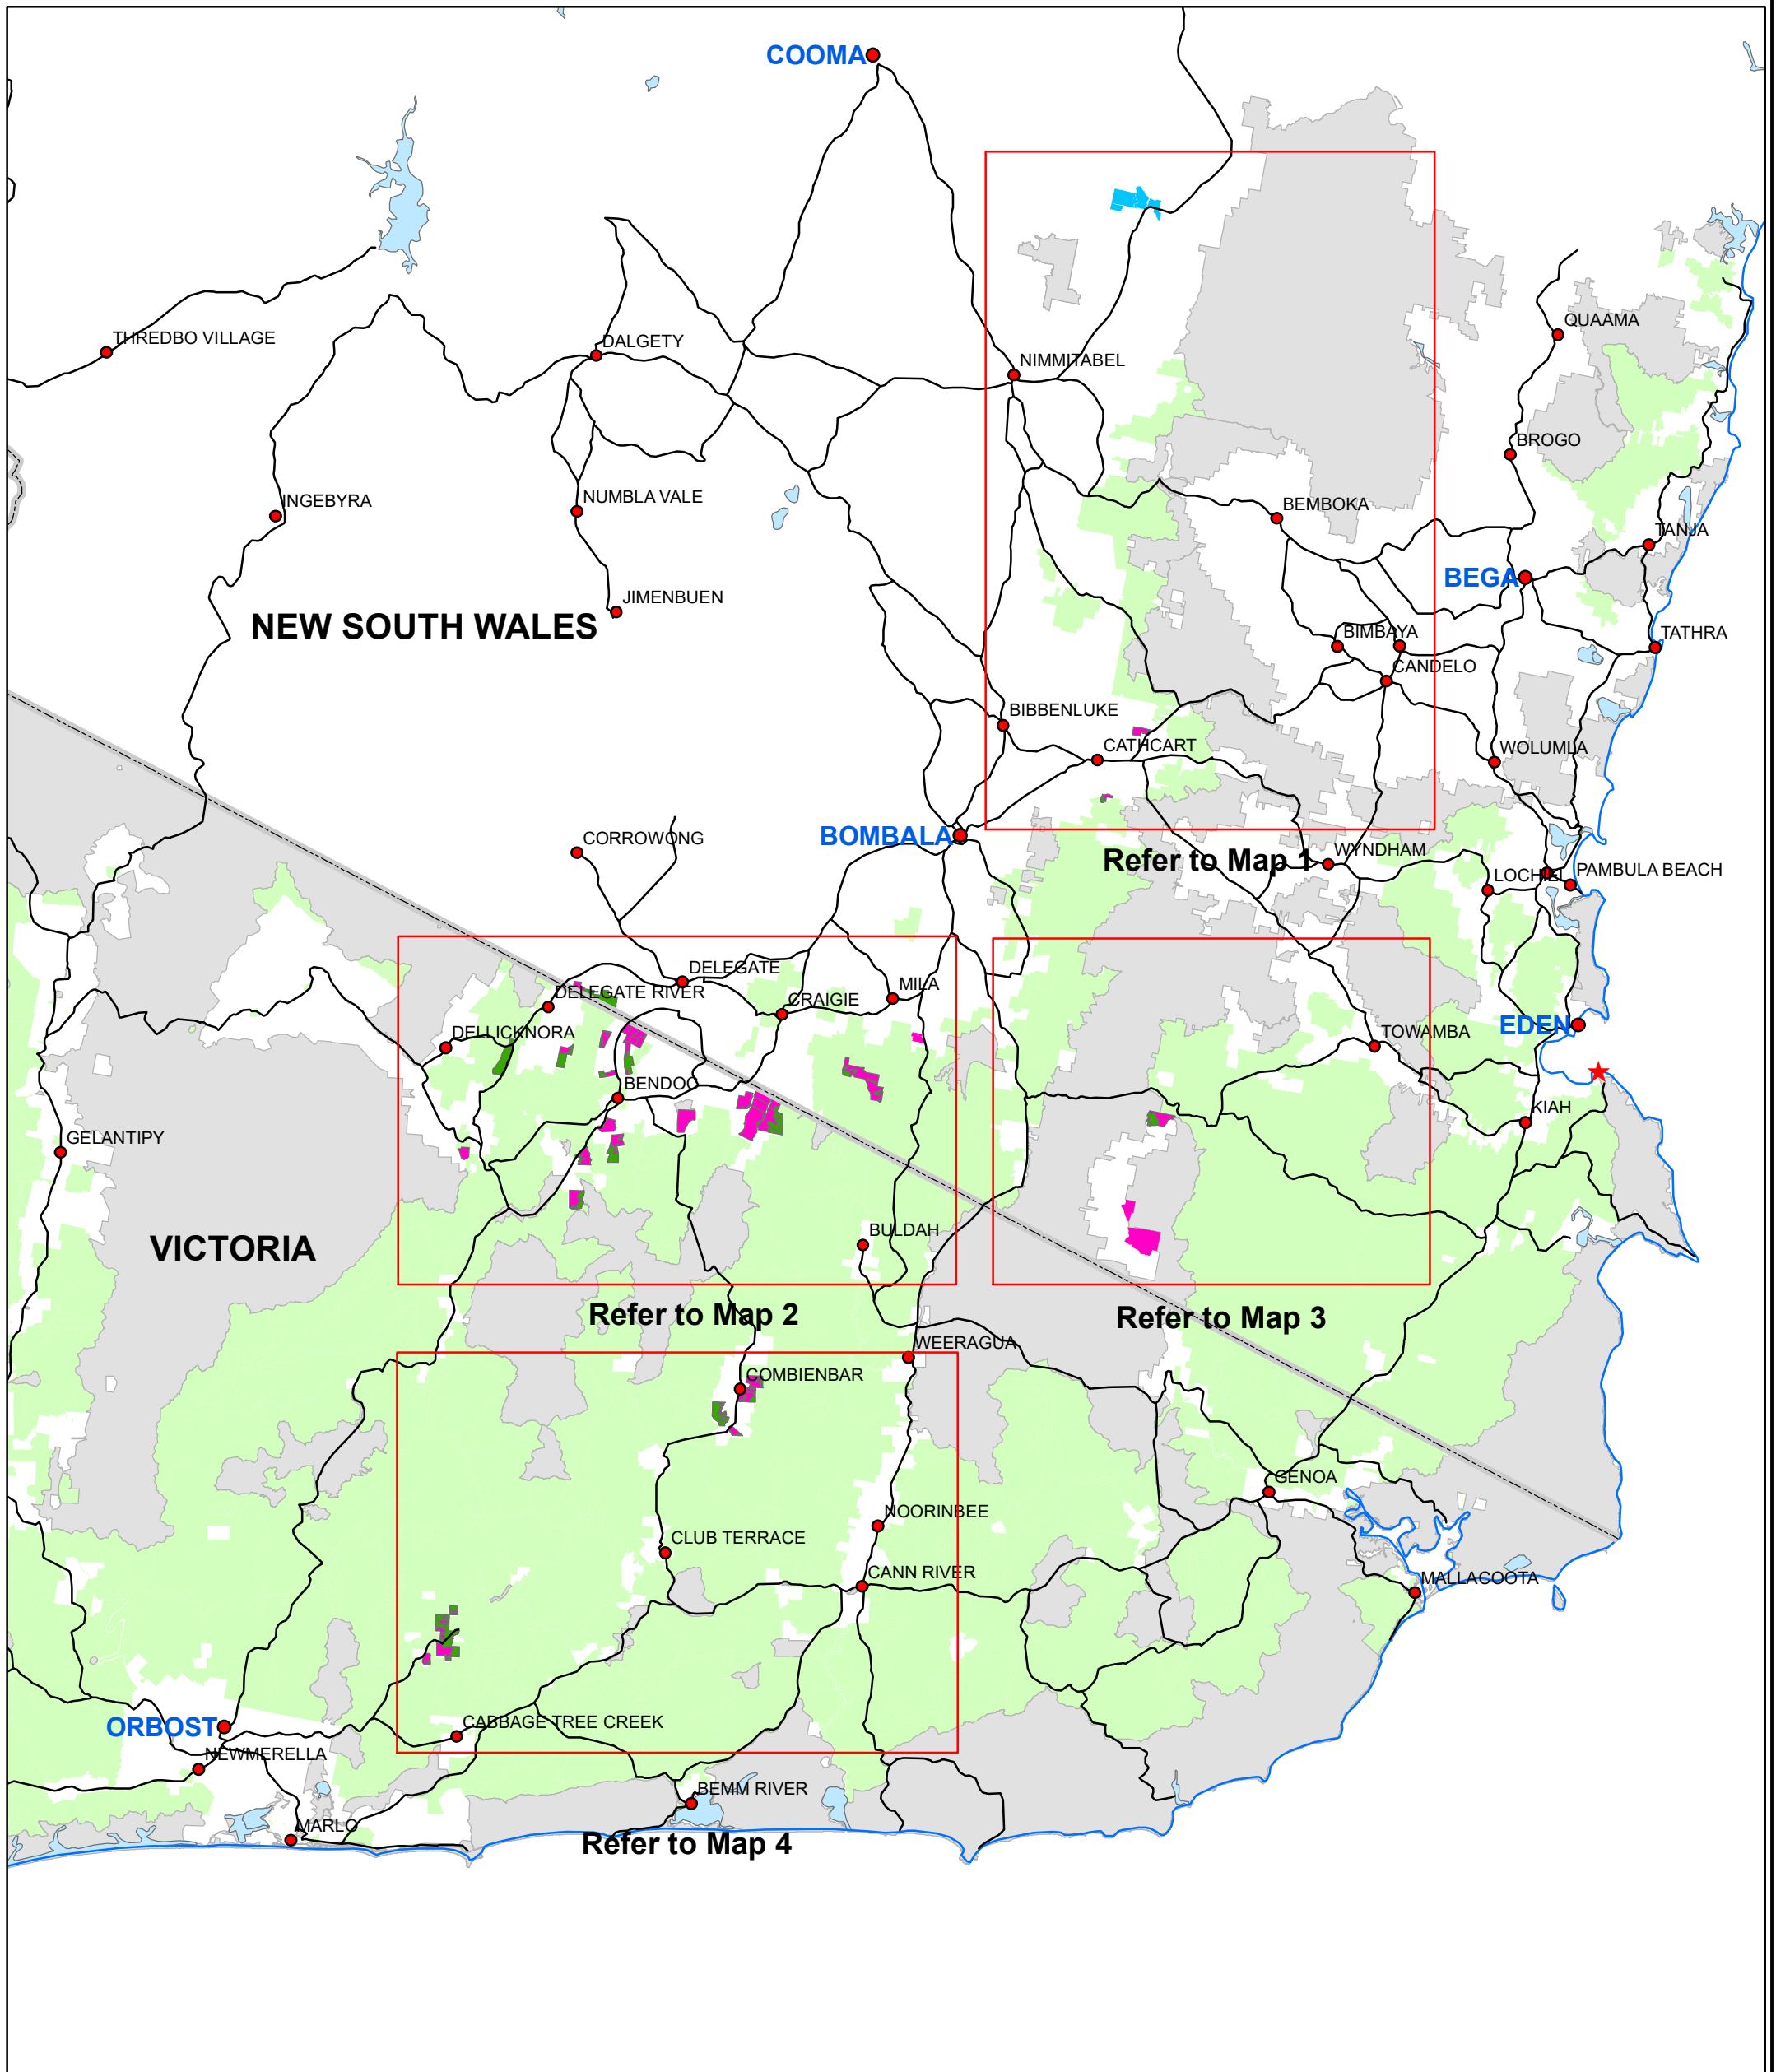 COOMA
THREDBO VILLAGE
DALGETY
QUAAMA
NIMMITABEL
BROGO
INGEBYRA
NUMBLA VALE
BEMBOKA
TANJA
BEGA
JIMENBUEN
NEW SOUTH WALES
BIMBAYA
TATHRA
CANDELO
BIBBENLUKE
CATHCART
WOLUMLA
CORROWONG
BOMBALA
Refer to Map 1
WYNDHAM
LOCHIEL
PAMBULA BEACH
DELEGATE
DELEGATE RIVER
MILA
CRAIGIE
DELLICKNORA
EDEN
TOWAMBA
BENDOC
KIAH
GELANTIPY
VICTORIA
BULDAH
Refer to Map 2
Refer to Map 3
WEERAGUA
COMBIENBAR
GENOA
NOORINBEE
CLUB TERRACE
CANN RIVER
MALLACOOTA
ORBOST
CABBAGE TREE CREEK
NEWMERELLA
BEMM RIVER
MARLO
Refer to Map 4